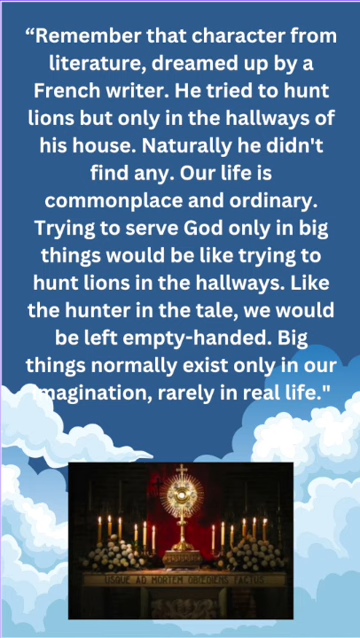 “Remember that character from
literature, dreamed up by a
French writer. He tried to hunt
lions but only in the hallways of
his house. Naturally he didn't
find any. Our life is
commonplace and ordinary.
Trying to serve God only in big
things would be like trying to
hunt lions in the hallways. Like
the hunter in the tale, we would
be left empty-handed. Big
things normally exist only in our
imagination, rarely in real life."
USQUE AD MORTEM OBŒDIENS FACTUS